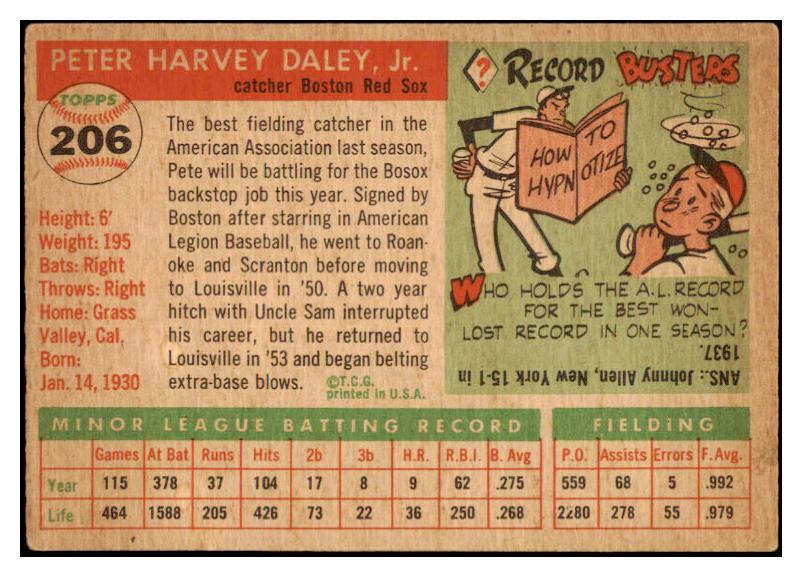 PETER HARVEY DALEY, Jr.
catcher Boston Red Sox
TOPPS
206
The best fielding catcher in the
American Association last season,
Pete will be battling for the Bosox
backstop job this year. Signed by
Boston after starring in American
Legion Baseball, he went to Roan-
oke and Scranton before moving
to Louisville in '50. A two year
hitch with Uncle Sam interrupted
his career, but he returned to
Louisville in '53 and began belting
extra-base blows.
©T.C.G.
printed in U.S.A.
Height: 6'
Weight: 195
Bats: Right
Throws: Right
Home: Grass
Valley, Cal.
Born:
Jan. 14, 1930
? RECORD BUSTERS
HOW TO
HYPNOTIZE
WHO HOLDS THE A.L. RECORD
FOR THE BEST WON-
LOST RECORD IN ONE SEASON?
ANS.: Johnny Allen, New York 15-1 in
1937.
MINOR LEAGUE BATTING RECORD FIELDING
Games At Bat Runs Hits 2b 3b H.R. R.B.I. B. Avg P.O. Assists Errors F. Avg.
Year 115 378 37 104 17 8 9 62 .275 559 68 5 .992
Life 464 1588 205 426 73 22 36 250 .268 2280 278 55 .979